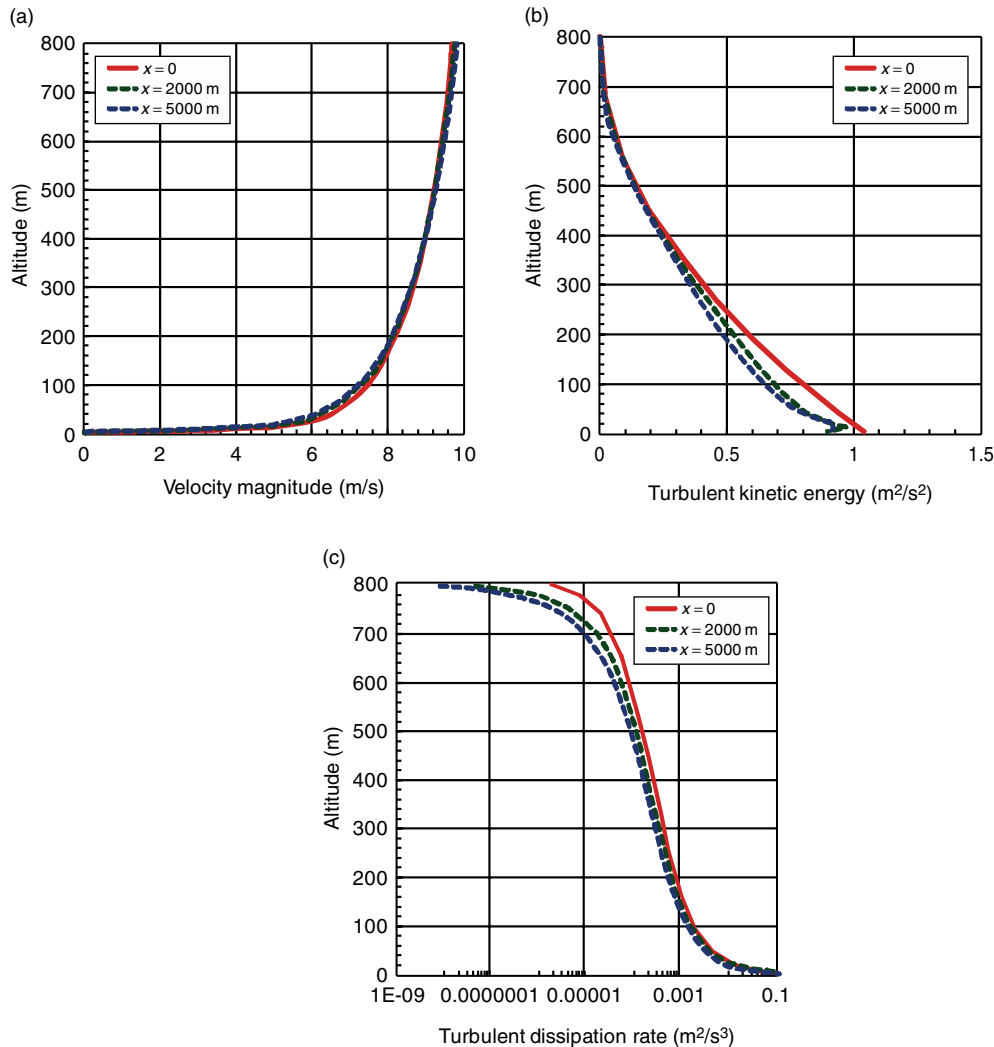 (a)
800
700
600
500
400
300
200
100
0
Altitude (m)
x = 0
x = 2000 m
x = 5000 m
0 2 4 6 8 10
Velocity magnitude (m/s)
(b)
800
700
600
500
400
300
200
100
0
Altitude (m)
x = 0
x = 2000 m
x = 5000 m
0 0.5 1 1.5
Turbulent kinetic energy (m²/s²)
(c)
800
700
600
500
400
300
200
100
0
Altitude (m)
x = 0
x = 2000 m
x = 5000 m
1E-09 0.0000001 0.00001 0.001 0.1
Turbulent dissipation rate (m²/s³)